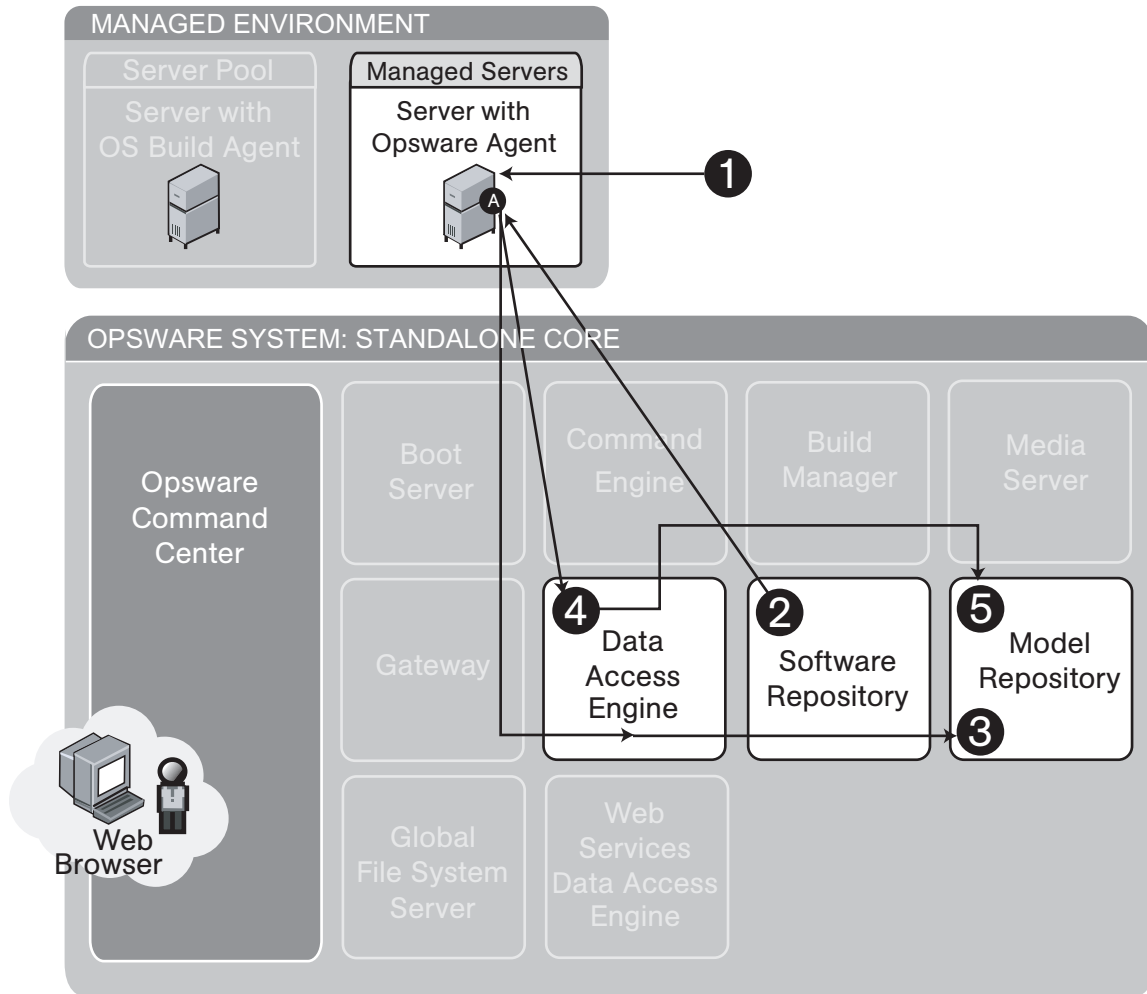 MANAGED ENVIRONMENT
Server Pool
Server with
OS Build Agent
Managed Servers
Server with
Opsware Agent
A
1
OPSWARE SYSTEM: STANDALONE CORE
Opsware
Command
Center
Boot
Server
Command
Engine
Build
Manager
Media
Server
Gateway
4
Data
Access
Engine
2
Software
Repository
5
Model
Repository
3
Web
Browser
Global
File System
Server
Web
Services
Data Access
Engine